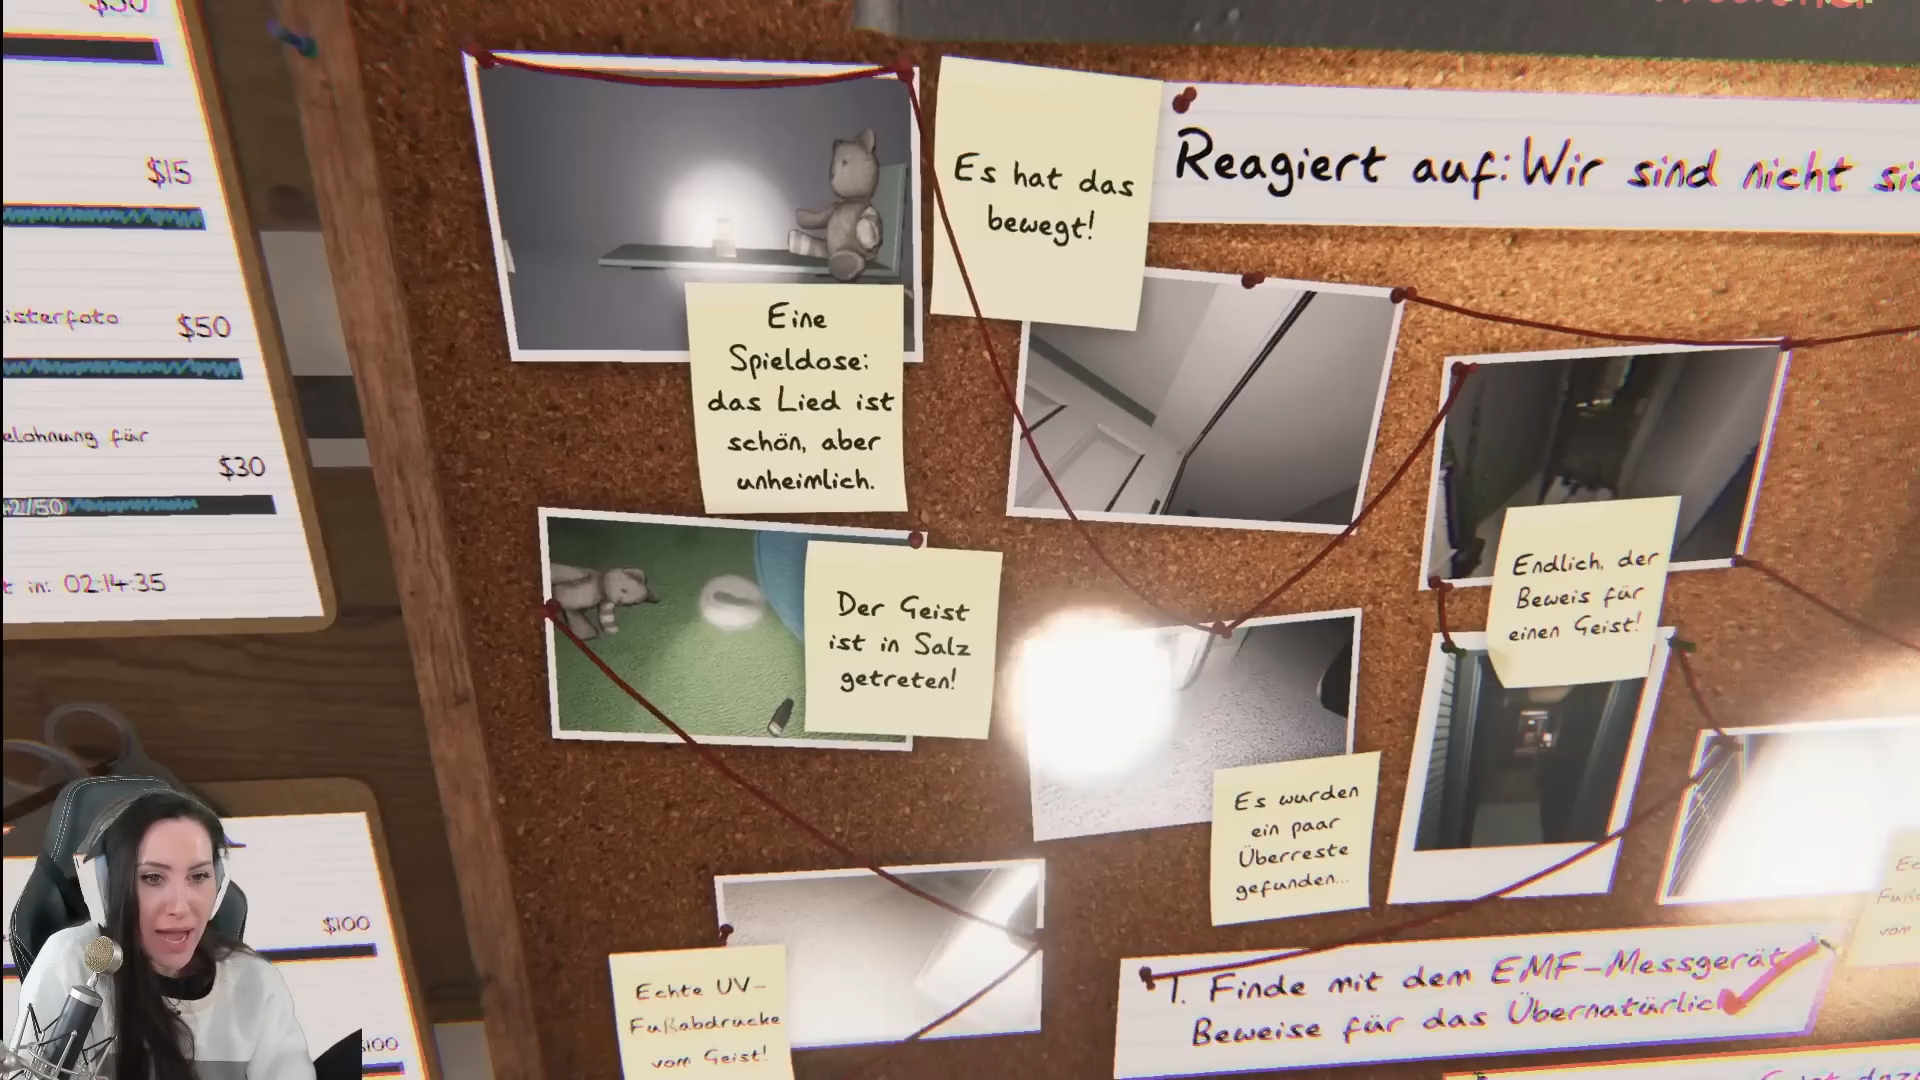 $30
$15
isterfoto $50
elohnung für
$30
2/50
t in: 02:14:35
$100
$100
Es hat das
bewegt!
Reagiert auf: Wir sind nicht
Eine
Spieldose:
das Lied ist
schön, aber
unheimlich.
Der Geist
ist in Salz
getreten!
Endlich, der
Beweis für
einen Geist!
Es wurden
ein paar
Überreste
gefunden...
Echte UV-
Fußabdrücke
vom Geist!
1. Finde mit dem EMF-Messgerät
Beweise für das Übernatürlic
vom